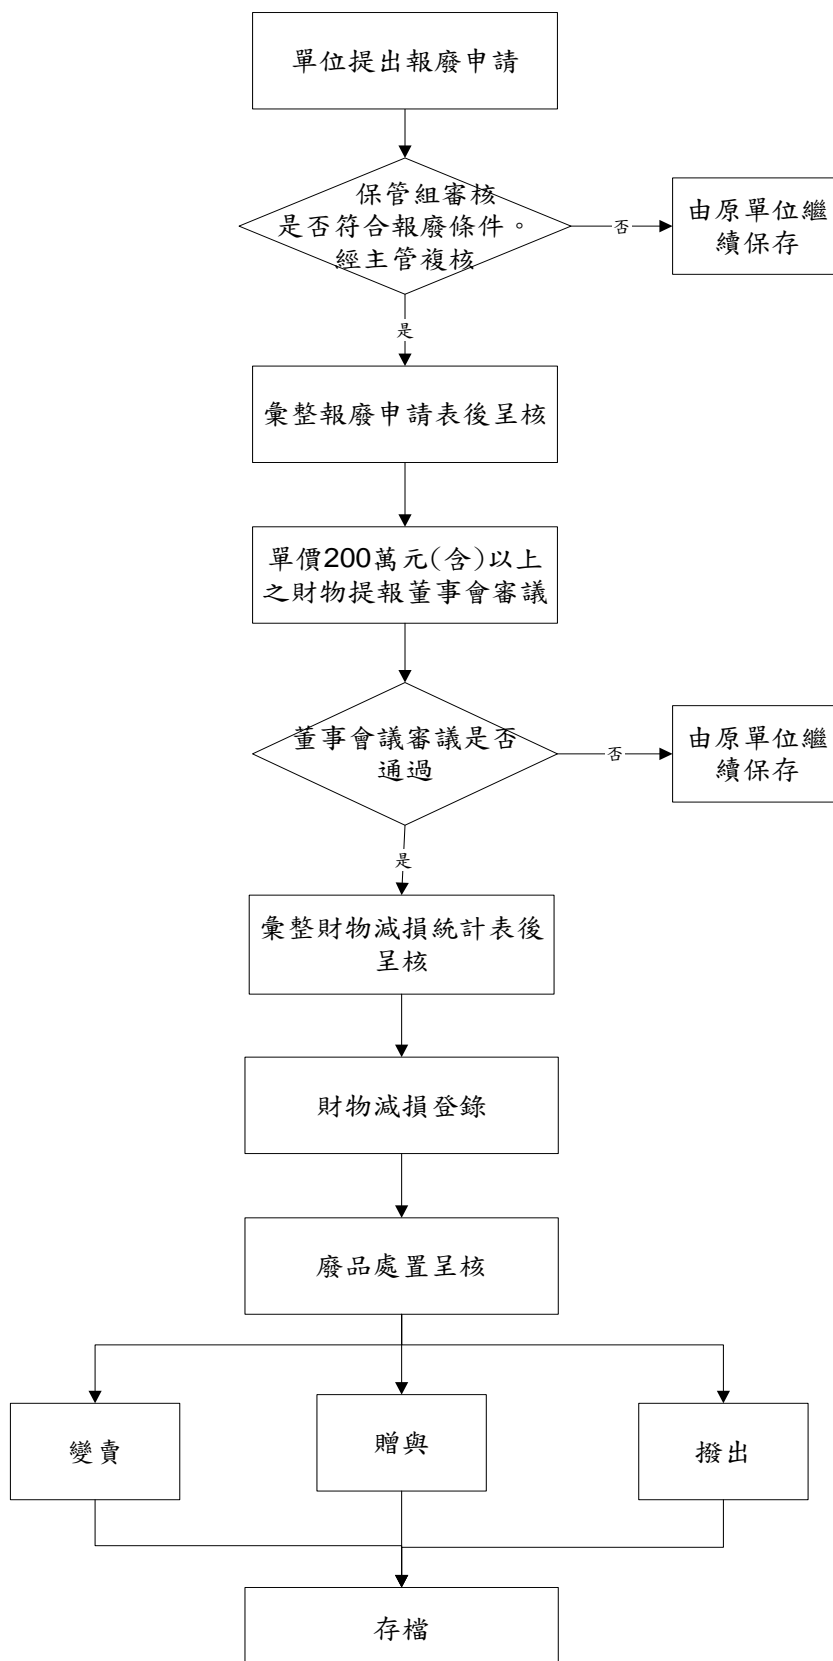 單位提出報廢申請
保管組審核
是否符合報廢條件。
經主管複核
否
由原單位繼
續保存
是
彙整報廢申請表後呈核
單價200萬元(含)以上
之財物提報董事會審議
董事會議審議是否
通過
否
由原單位繼
續保存
是
彙整財物減損統計表後
呈核
財物減損登錄
廢品處置呈核
變賣
贈與
撥出
存檔